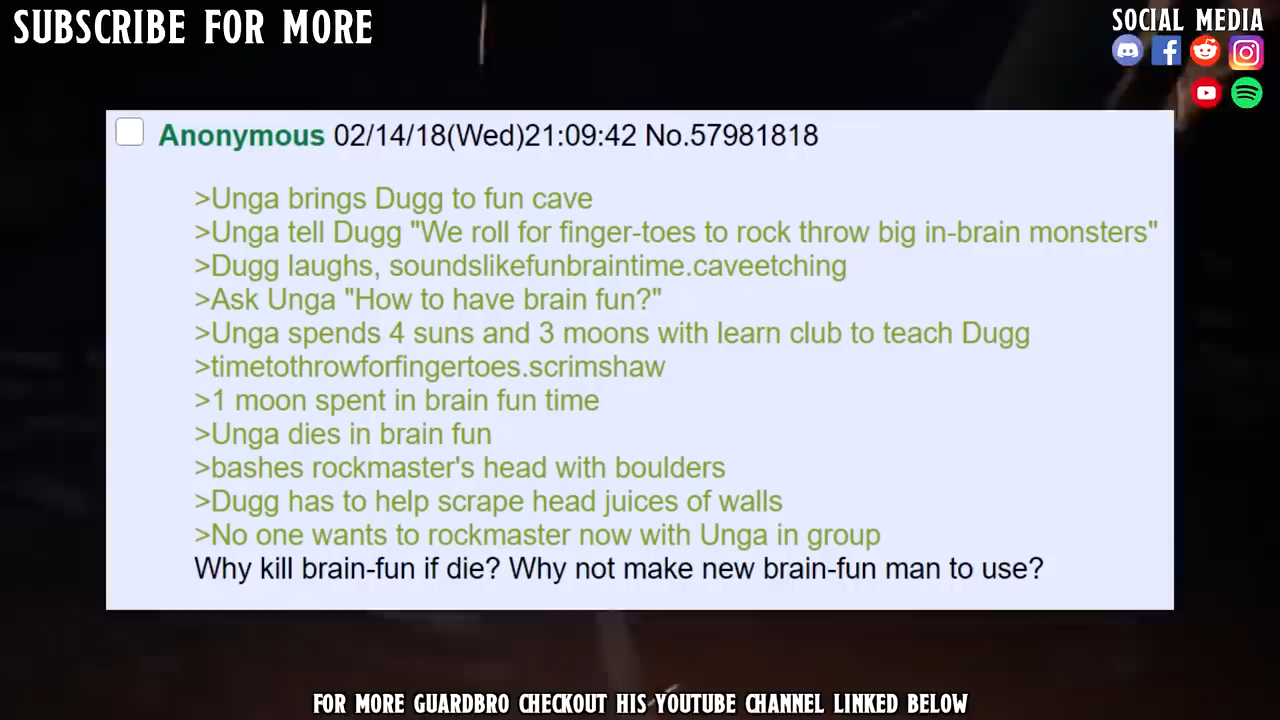 SUBSCRIBE FOR MORE
SOCIAL MEDIA
Anonymous 02/14/18(Wed)21:09:42 No.57981818
>Unga brings Dugg to fun cave
>Unga tell Dugg "We roll for finger-toes to rock throw big in-brain monsters"
>Dugg laughs, soundslikefunbraintime.caveetching
>Ask Unga "How to have brain fun?"
>Unga spends 4 suns and 3 moons with learn club to teach Dugg
>timetothrowforfingertoes.scrimshaw
>1 moon spent in brain fun time
>Unga dies in brain fun
>bashes rockmaster's head with boulders
>Dugg has to help scrape head juices of walls
>No one wants to rockmaster now with Unga in group
Why kill brain-fun if die? Why not make new brain-fun man to use?
FOR MORE GUARDBRO CHECKOUT HIS YOUTUBE CHANNEL LINKED BELOW